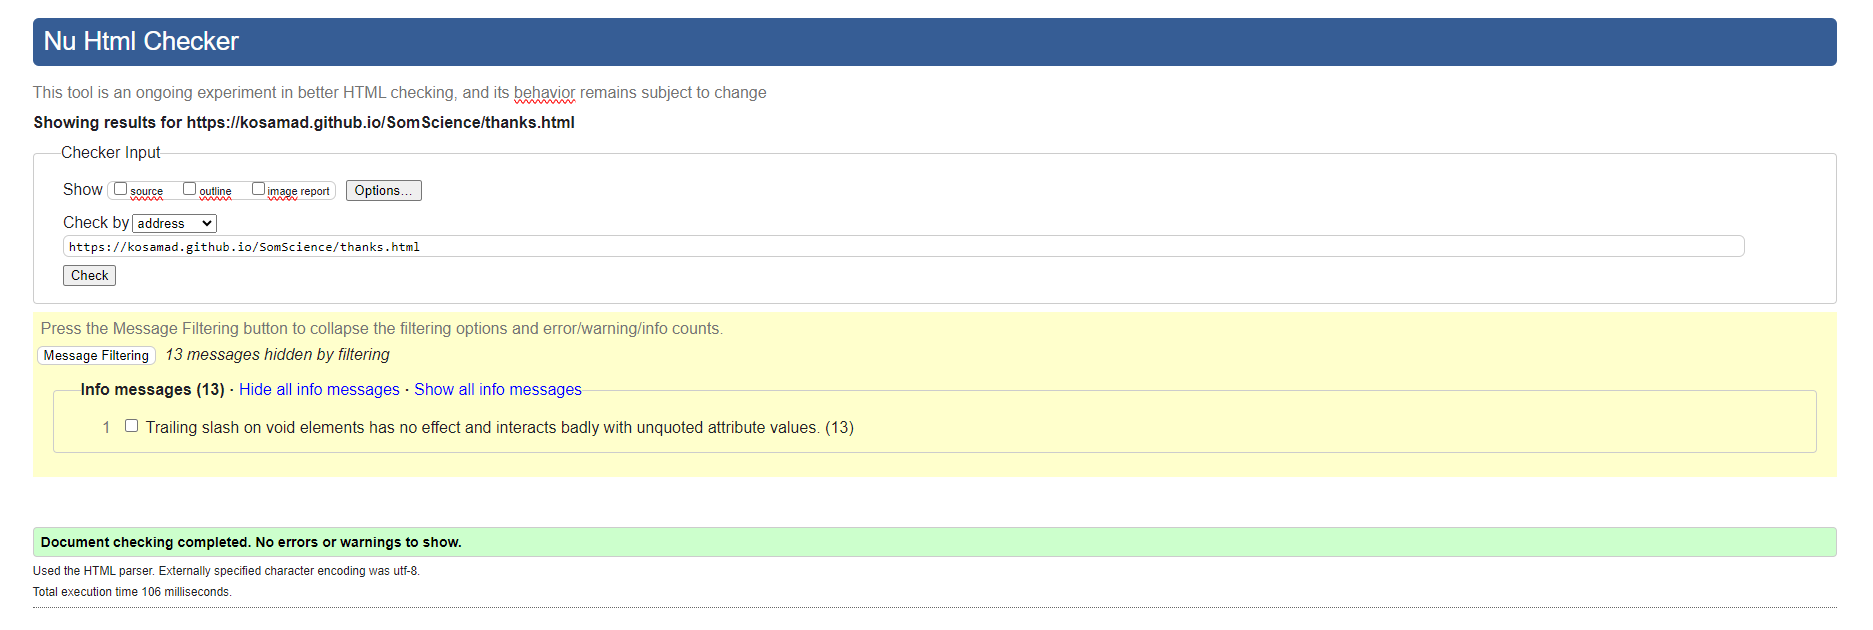 Nu Html Checker
This tool is an ongoing experiment in better HTML checking, and its behavior remains subject to change
Showing results for https://kosamad.github.io/SomScience/thanks.html
Checker Input
Show source outline image report Options...
Check by address
https://kosamad.github.io/SomScience/thanks.html
Check
Press the Message Filtering button to collapse the filtering options and error/warning/info counts.
Message Filtering 13 messages hidden by filtering
Info messages (13) · Hide all info messages · Show all info messages
1 Trailing slash on void elements has no effect and interacts badly with unquoted attribute values. (13)
Document checking completed. No errors or warnings to show.
Used the HTML parser. Externally specified character encoding was utf-8.
Total execution time 106 milliseconds.